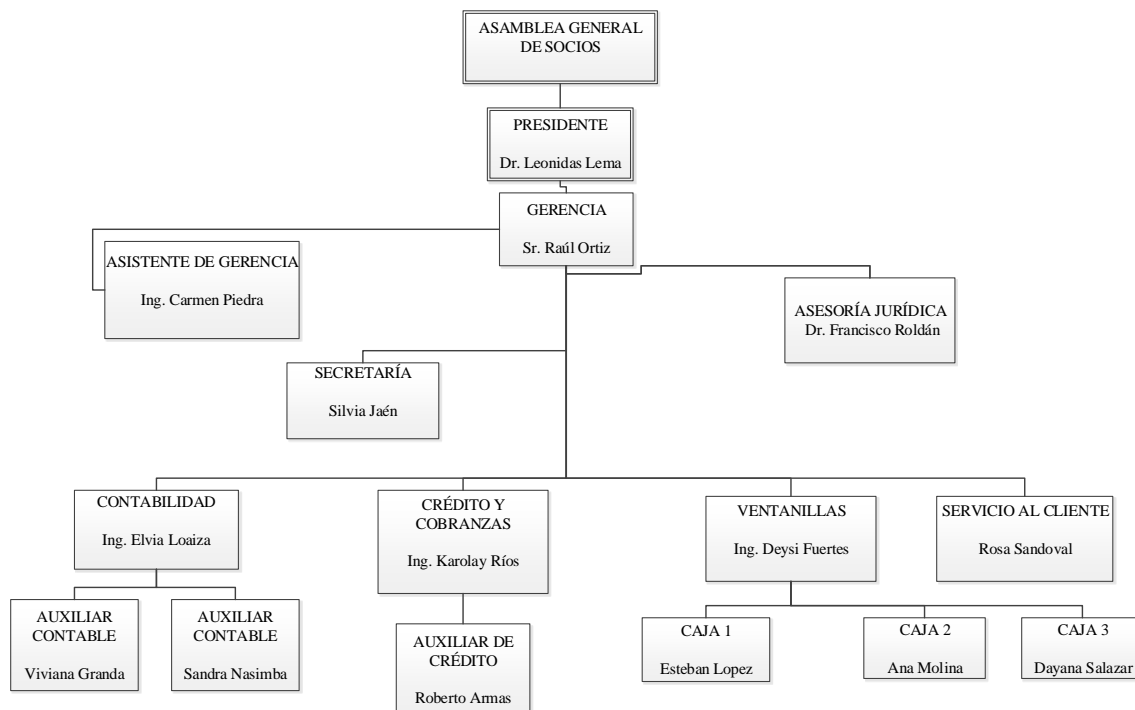 ASAMBLEA GENERAL
DE SOCIOS
PRESIDENTE
Dr. Leonidas Lema
GERENCIA
Sr. Raúl Ortiz
ASISTENTE DE GERENCIA
Ing. Carmen Piedra
ASESORÍA JURÍDICA
Dr. Francisco Roldán
SECRETARÍA
Silvia Jaén
CONTABILIDAD
Ing. Elvia Loaiza
CRÉDITO Y
COBRANZAS
Ing. Karolay Ríos
VENTANILLAS
Ing. Deysi Fuertes
SERVICIO AL CLIENTE
Rosa Sandoval
AUXILIAR
CONTABLE
Viviana Granda
AUXILIAR
CONTABLE
Sandra Nasimba
AUXILIAR DE
CRÉDITO
Roberto Armas
CAJA 1
Esteban Lopez
CAJA 2
Ana Molina
CAJA 3
Dayana Salazar